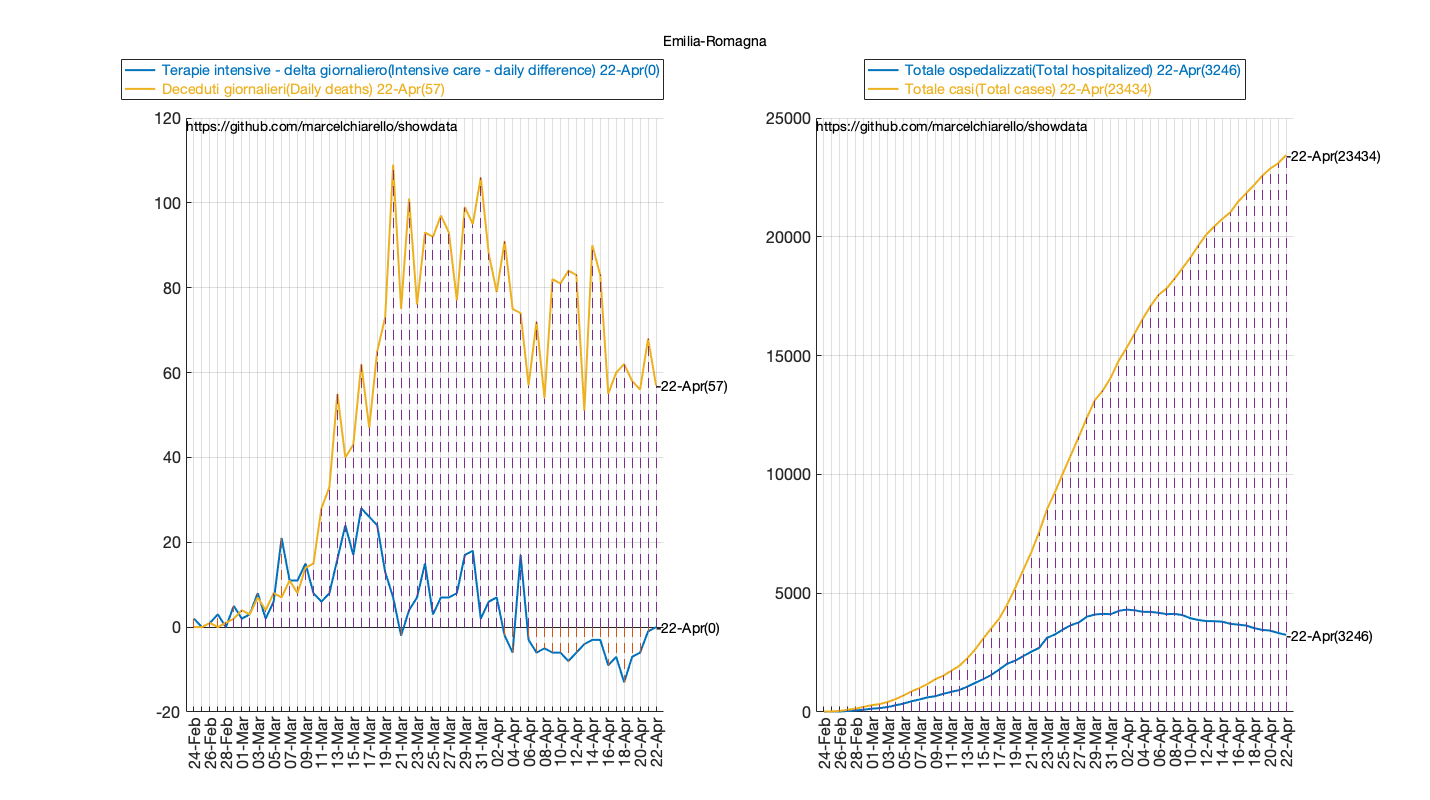 Emilia-Romagna
Terapie intensive - delta giornaliero(Intensive care - daily difference) 22-Apr(0)
Deceduti giornalieri(Daily deaths) 22-Apr(57)
https://github.com/marcelchiarello/showdata
120
100
80
60
40
20
0
-20
22-Apr(57)
22-Apr(0)
24-Feb
26-Feb
28-Feb
01-Mar
03-Mar
05-Mar
07-Mar
09-Mar
11-Mar
13-Mar
15-Mar
17-Mar
19-Mar
21-Mar
23-Mar
25-Mar
27-Mar
29-Mar
31-Mar
02-Apr
04-Apr
06-Apr
08-Apr
10-Apr
12-Apr
14-Apr
16-Apr
18-Apr
20-Apr
22-Apr
Totale ospedalizzati(Total hospitalized) 22-Apr(3246)
Totale casi(Total cases) 22-Apr(23434)
https://github.com/marcelchiarello/showdata
25000
20000
15000
10000
5000
0
22-Apr(23434)
22-Apr(3246)
24-Feb
26-Feb
28-Feb
01-Mar
03-Mar
05-Mar
07-Mar
09-Mar
11-Mar
13-Mar
15-Mar
17-Mar
19-Mar
21-Mar
23-Mar
25-Mar
27-Mar
29-Mar
31-Mar
02-Apr
04-Apr
06-Apr
08-Apr
10-Apr
12-Apr
14-Apr
16-Apr
18-Apr
20-Apr
22-Apr